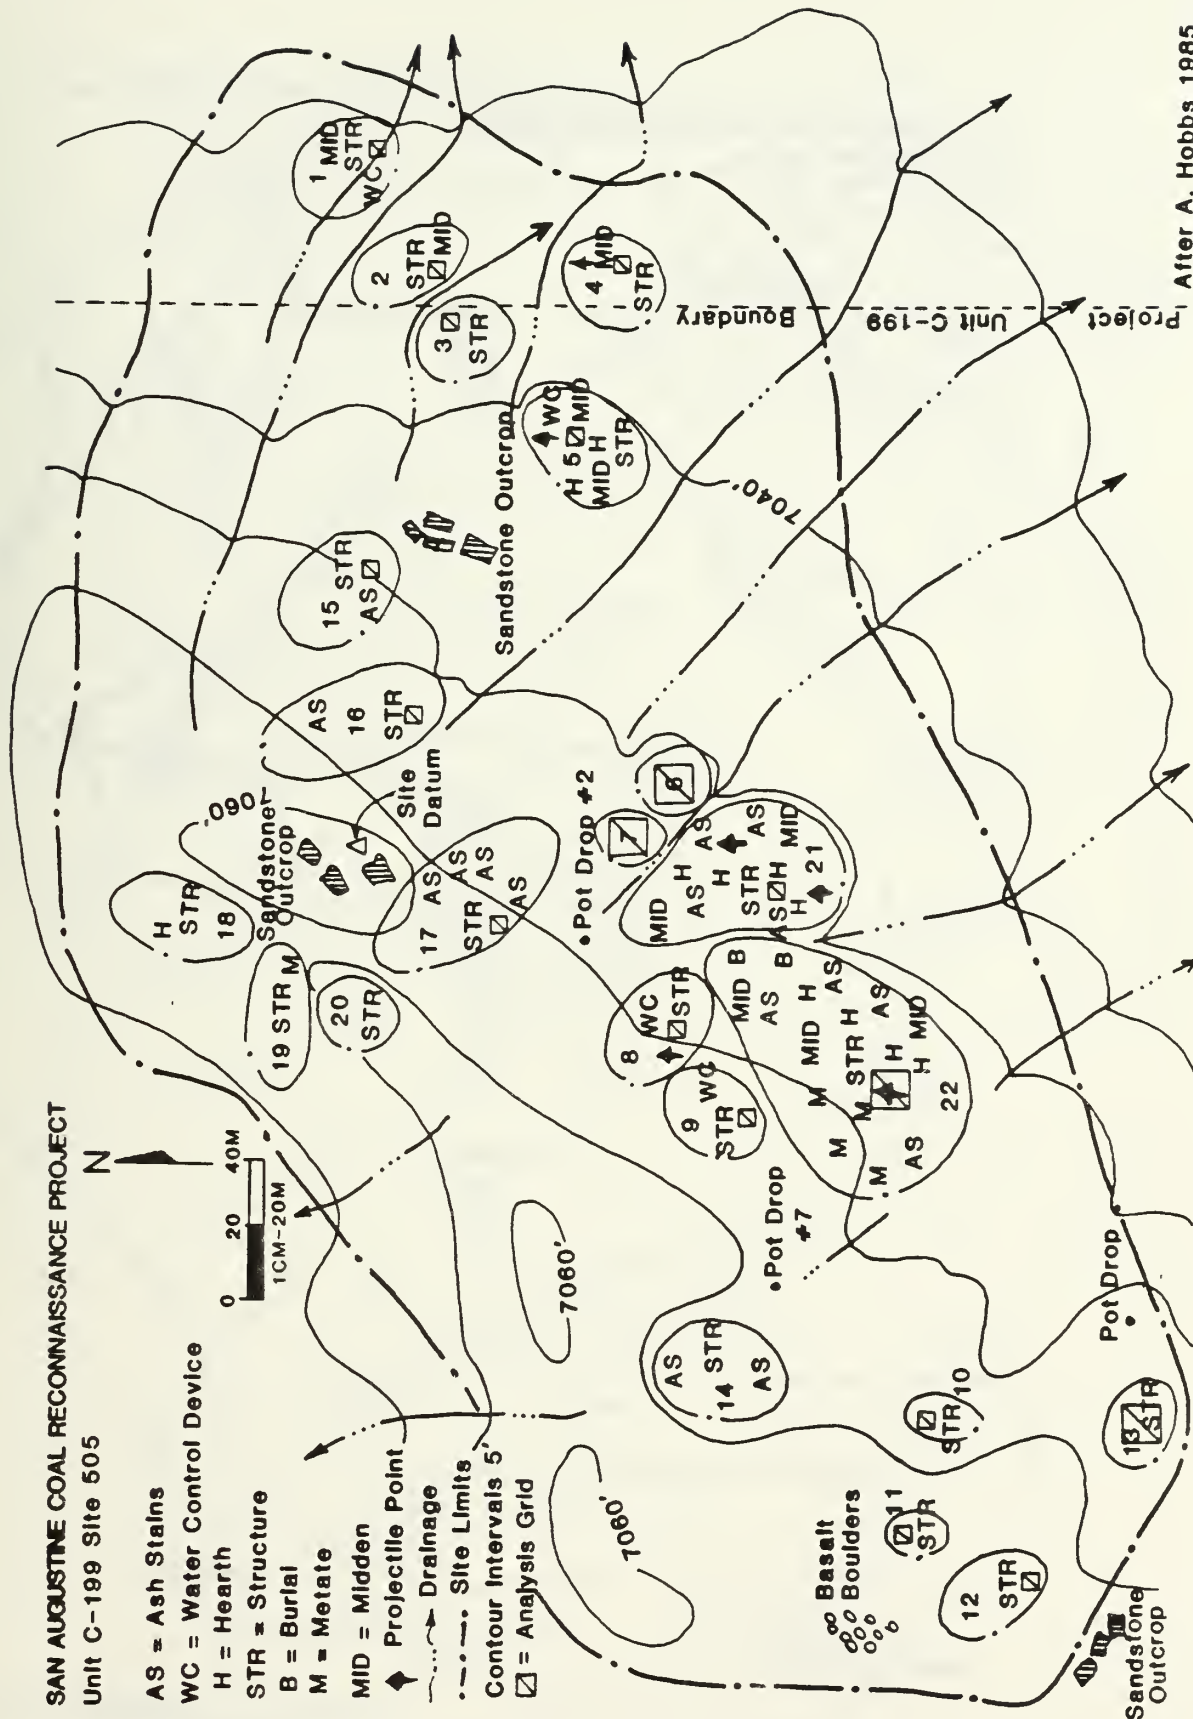 SAN AUGUSTINE COAL RECONNAISSANCE PROJECT
Unit C-199 Site 505
AS = Ash Stains
WC = Water Control Device
H = Hearth
STR = Structure
B = Burial
M = Metate
MID = Midden
Projectile Point
Drainage
Site Limits
Contour Intervals 5'
= Analysis Grid
N
0 20 40M
1CM-20M
19 STR M
20
STR
H
STR
18
Sandstone
Outcrop
7060'
Site
Datum
17 AS AS
AS AS
STR
AS
AS
16
STR
15 STR
AS
1 MID
STR
WC
2
STR
MID
3
STR
4 MID
STR
Sandstone Outcrop
WC
H 5 MID
MID H
STR
7040'
Project
Unit C-199
Boundary
7060'
7060'
Pot Drop #2
7
6
8 WC
STR
9 WC
STR
MID
AS H AS
H
STR AS
AS H MID
H 21
MID B
AS AS
B
MID H
M AS
STR H
M AS
H
M H MID
M AS
22
Pot Drop
#7
AS
14 STR
AS
STR 10
11
STR
Basalt
Boulders
12
STR
13
STR
Pot Drop
Sandstone
Outcrop
After A. Hobbs 1985